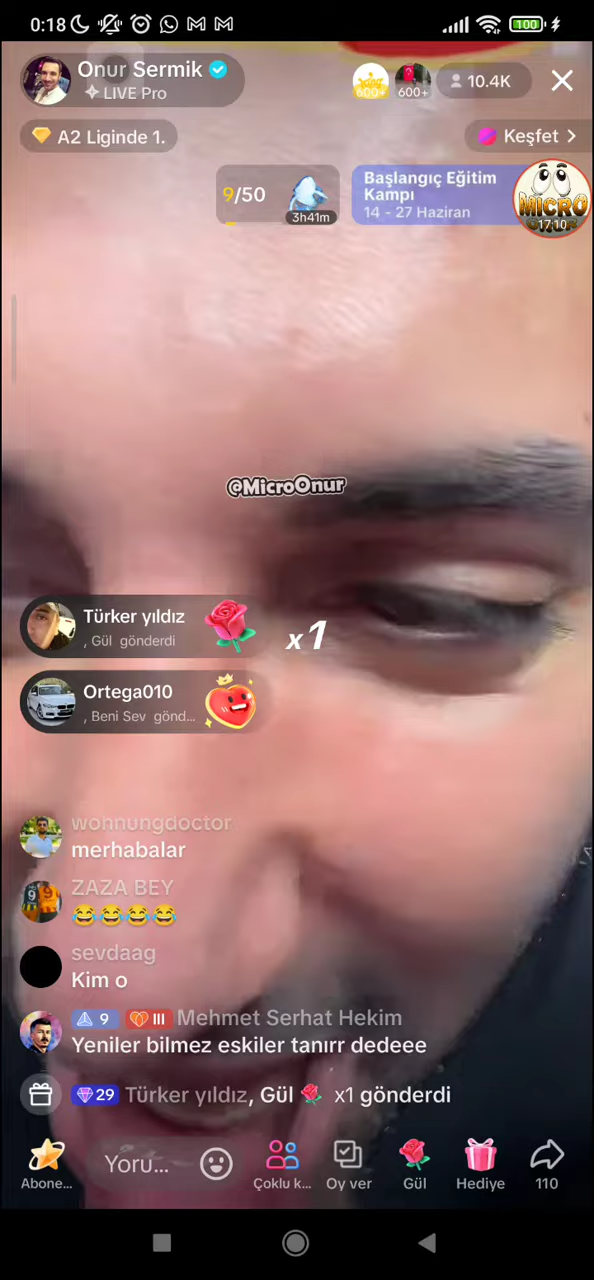 0:18
100
Onur Sermik
LIVE Pro
600+
600+
10.4K
A2 Liginde 1.
Keşfet
9/50
3h41m
Başlangıç Eğitim
Kampı
14 - 27 Haziran
MICRO
17:10
@MicroOnur
Türker yıldız
, Gül gönderdi
x1
Ortega010
, Beni Sev gönd...
wohnungdoctor
merhabalar
ZAZA BEY
😂😂😂😂
sevdaag
Kim o
9 III Mehmet Serhat Hekim
Yeniler bilmez eskiler tanırr dedeee
29 Türker yıldız, Gül 🌹 x1 gönderdi
Abone...
Yoru...
Çoklu k...
Oy ver
Gül
Hediye
110